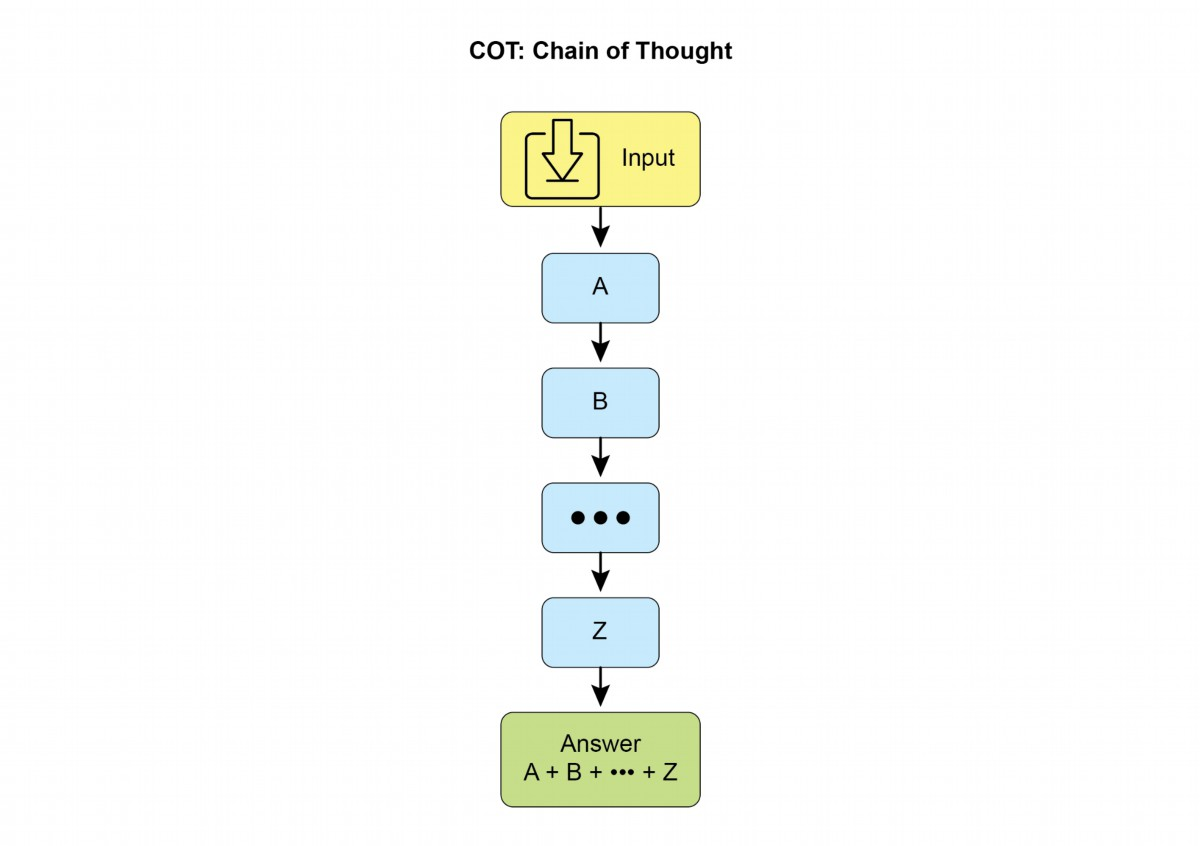 COT: Chain of Thought
Input
A
B
•••
Z
Answer
A + B + ••• + Z